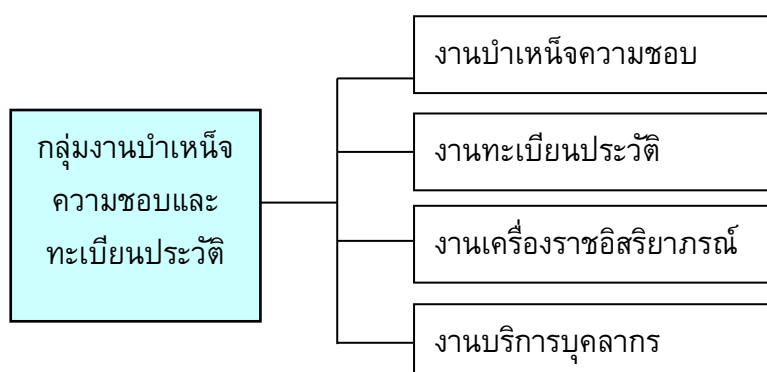 กลุ่มงานบำเหน็จ
ความชอบและ
ทะเบียนประวัติ
งานบำเหน็จความชอบ
งานทะเบียนประวัติ
งานเครื่องราชอิสริยาภรณ์
งานบริการบุคลากร